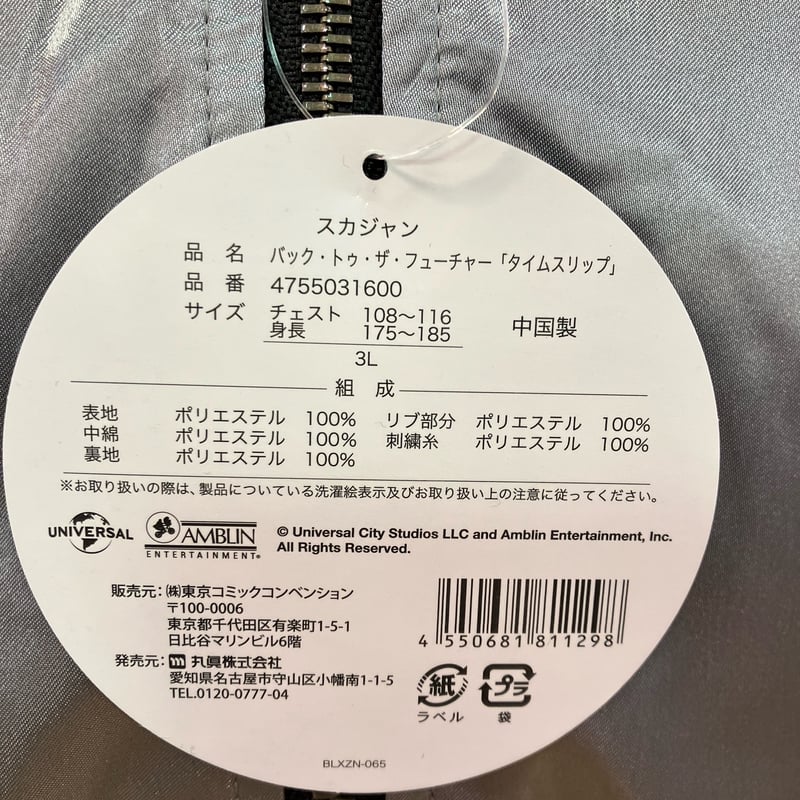 スカジャン
品 名 バック・トゥ・ザ・フューチャー「タイムスリップ」
品 番 4755031600
サイズ チェスト 108〜116 中国製
身長 175〜185
3L
組 成
表地 ポリエステル 100% リブ部分 ポリエステル 100%
中綿 ポリエステル 100% 刺繍糸 ポリエステル 100%
裏地 ポリエステル 100%
※お取り扱いの際は、製品についている洗濯絵表示及びお取り扱い上の注意に従ってください。
UNIVERSAL AMBLIN ENTERTAINMENT
© Universal City Studios LLC and Amblin Entertainment, Inc.
All Rights Reserved.
販売元：㈱東京コミックコンベンション
〒100-0006
東京都千代田区有楽町1-5-1
日比谷マリンビル6階
4 550681 811298
発売元： m 丸眞株式会社
愛知県名古屋市守山区小幡南1-1-5
TEL.0120-0777-04
紙 プラ
ラベル 袋
BLXZN-065